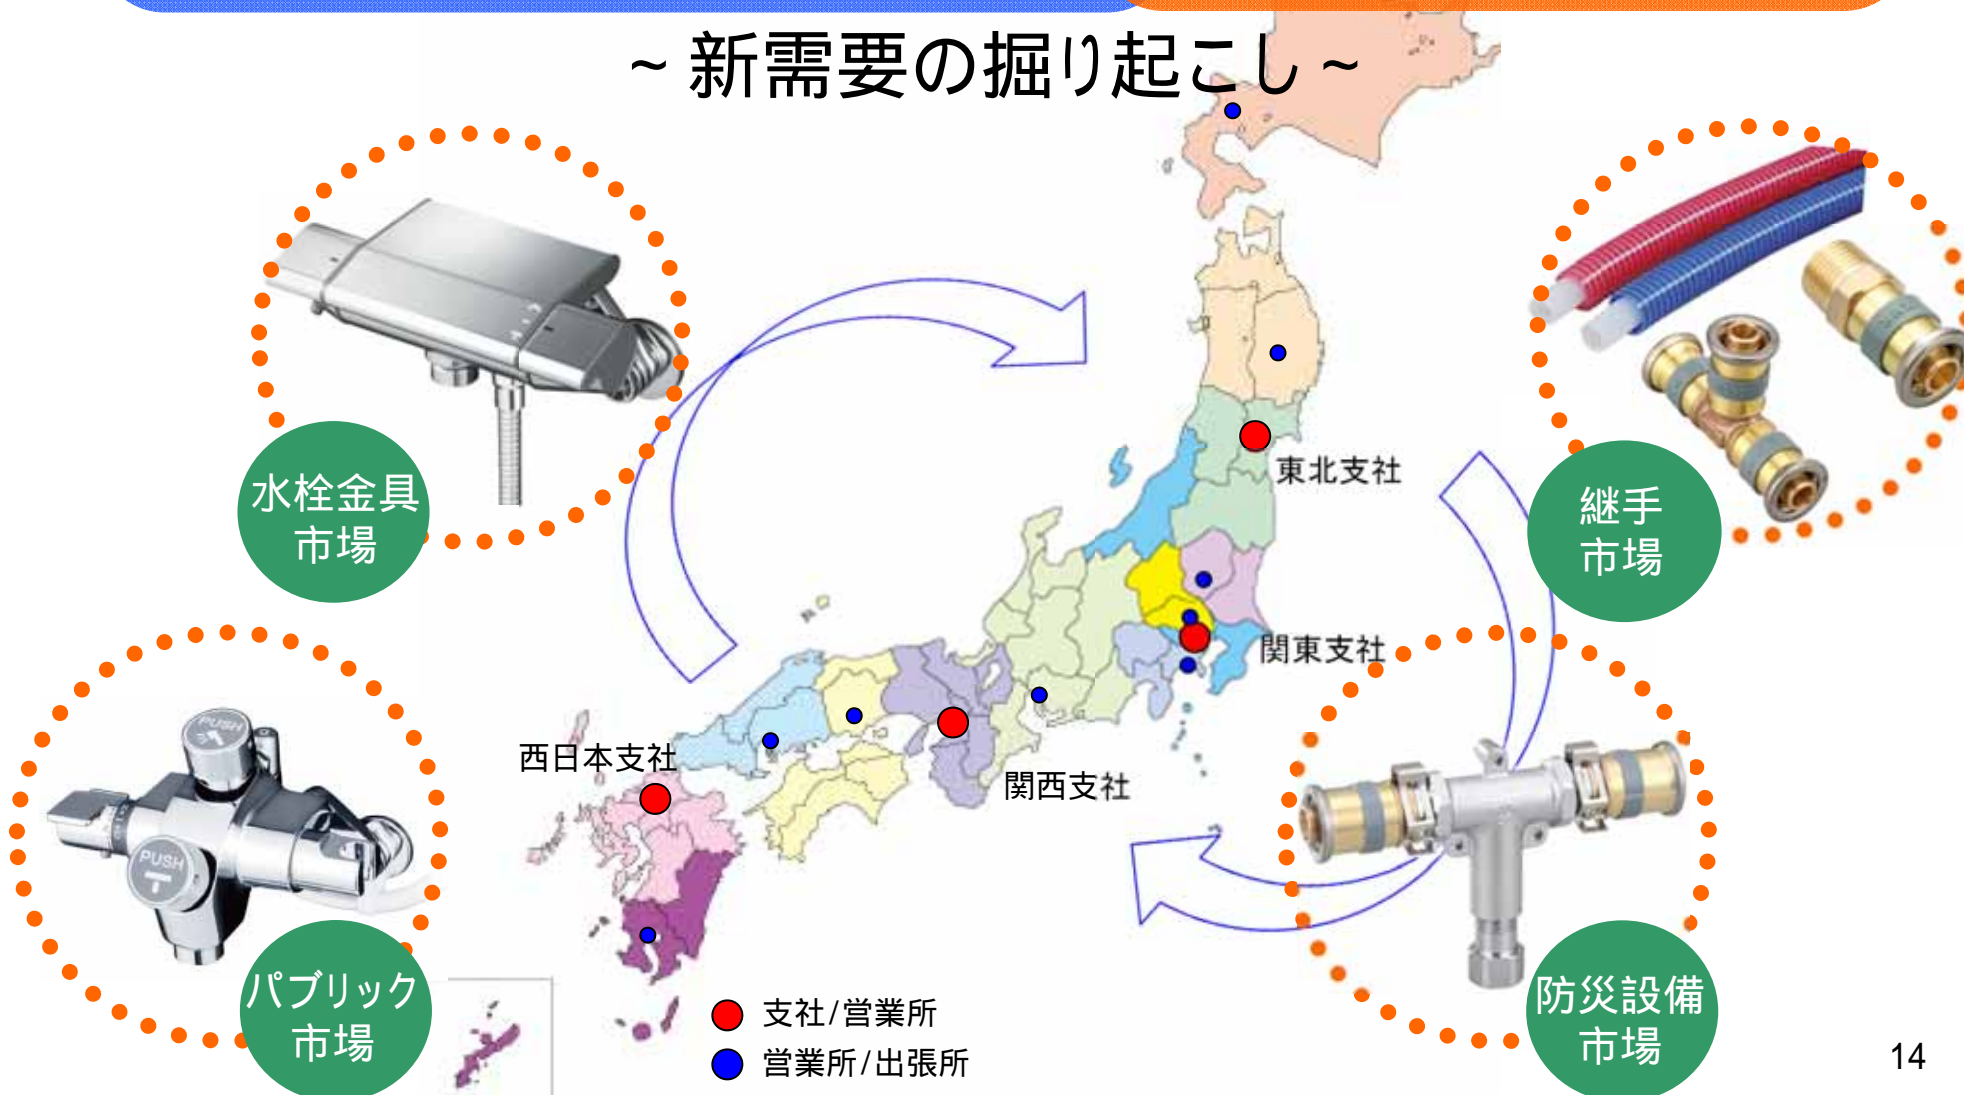 ~ 新需要の掘り起こし ~
水栓金具
市場
継手
市場
東北支社
関東支社
西日本支社
関西支社
PUSH
PUSH
パブリック
市場
防災設備
市場
支社/営業所
営業所/出張所
14